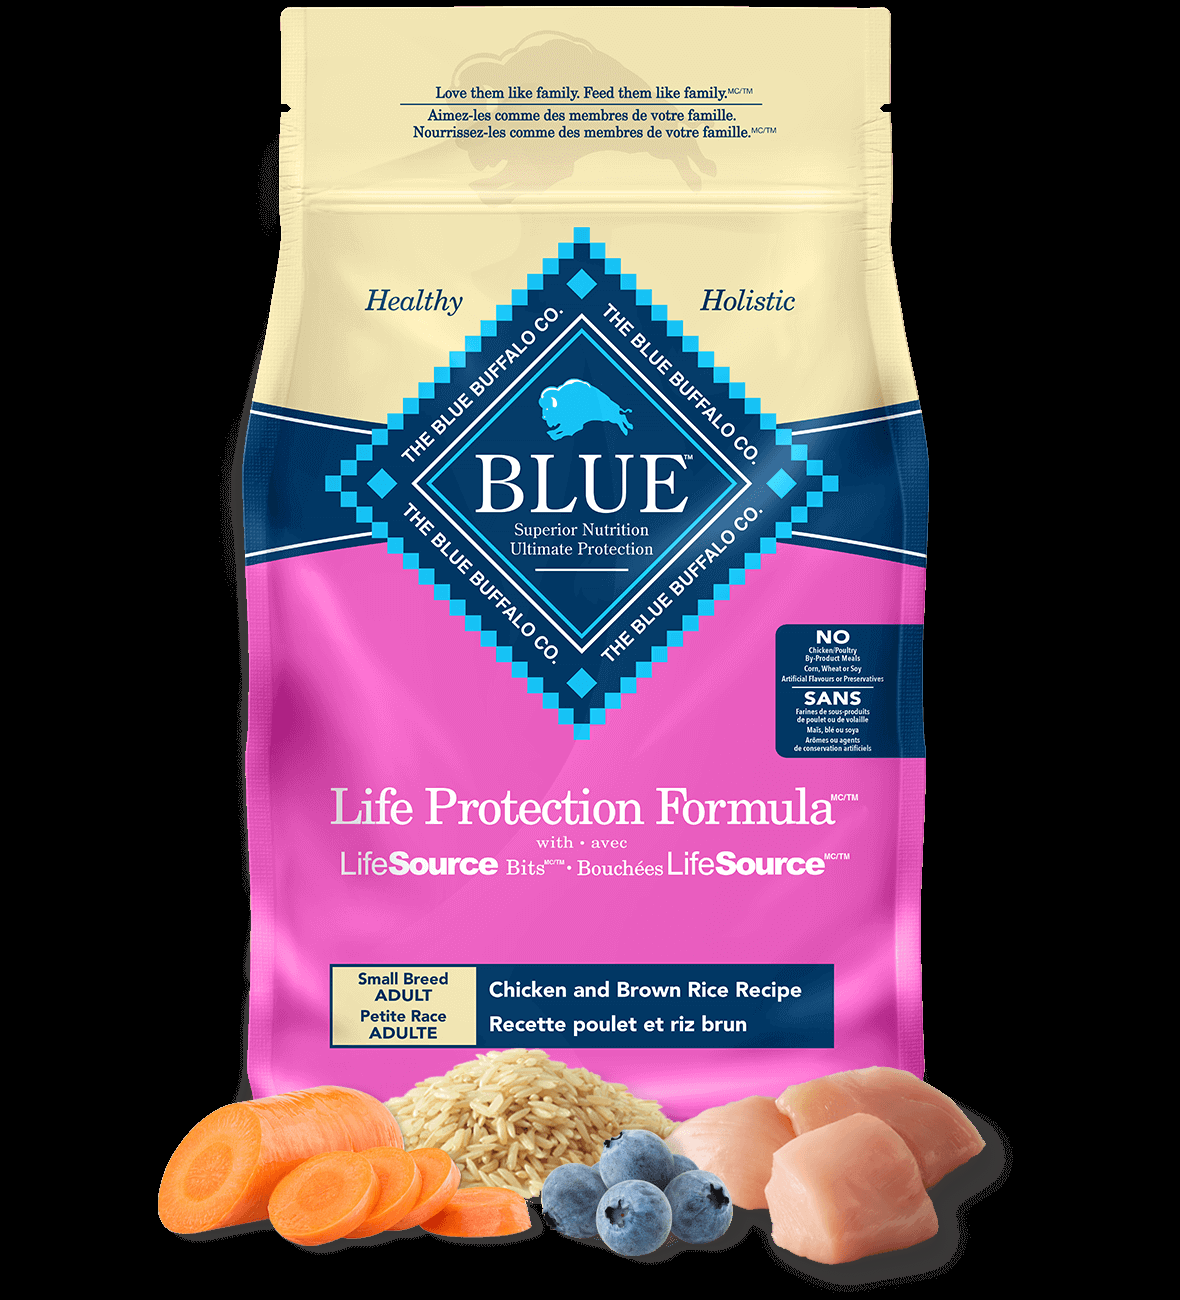 Love them like family. Feed them like family.MC/TM
Aimez-les comme des membres de votre famille.
Nourrissez-les comme des membres de votre famille.MC/TM
Healthy
Holistic
THE BLUE BUFFALO CO.
THE BLUE BUFFALO CO.
BLUE™
Superior Nutrition
Ultimate Protection
THE BLUE BUFFALO CO.
THE BLUE BUFFALO CO.
NO
Chicken/Poultry
By-Product Meals
Corn, Wheat or Soy
Artificial Flavours or Preservatives
SANS
Farines de sous-produits
de poulet ou de volaille
Maïs, blé ou soya
Arômes ou agents
de conservation artificiels
Life Protection FormulaMC/TM
with • avec
LifeSource BitsMC/TM • Bouchées LifeSourceMC/TM
Small Breed
ADULT
Petite Race
ADULTE
Chicken and Brown Rice Recipe
Recette poulet et riz brun